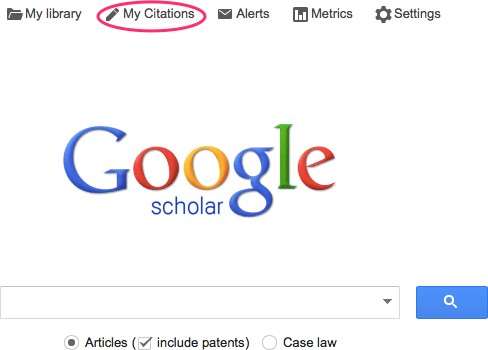 My library My Citations Alerts Metrics Settings
Google
scholar
Articles ( include patents) Case law